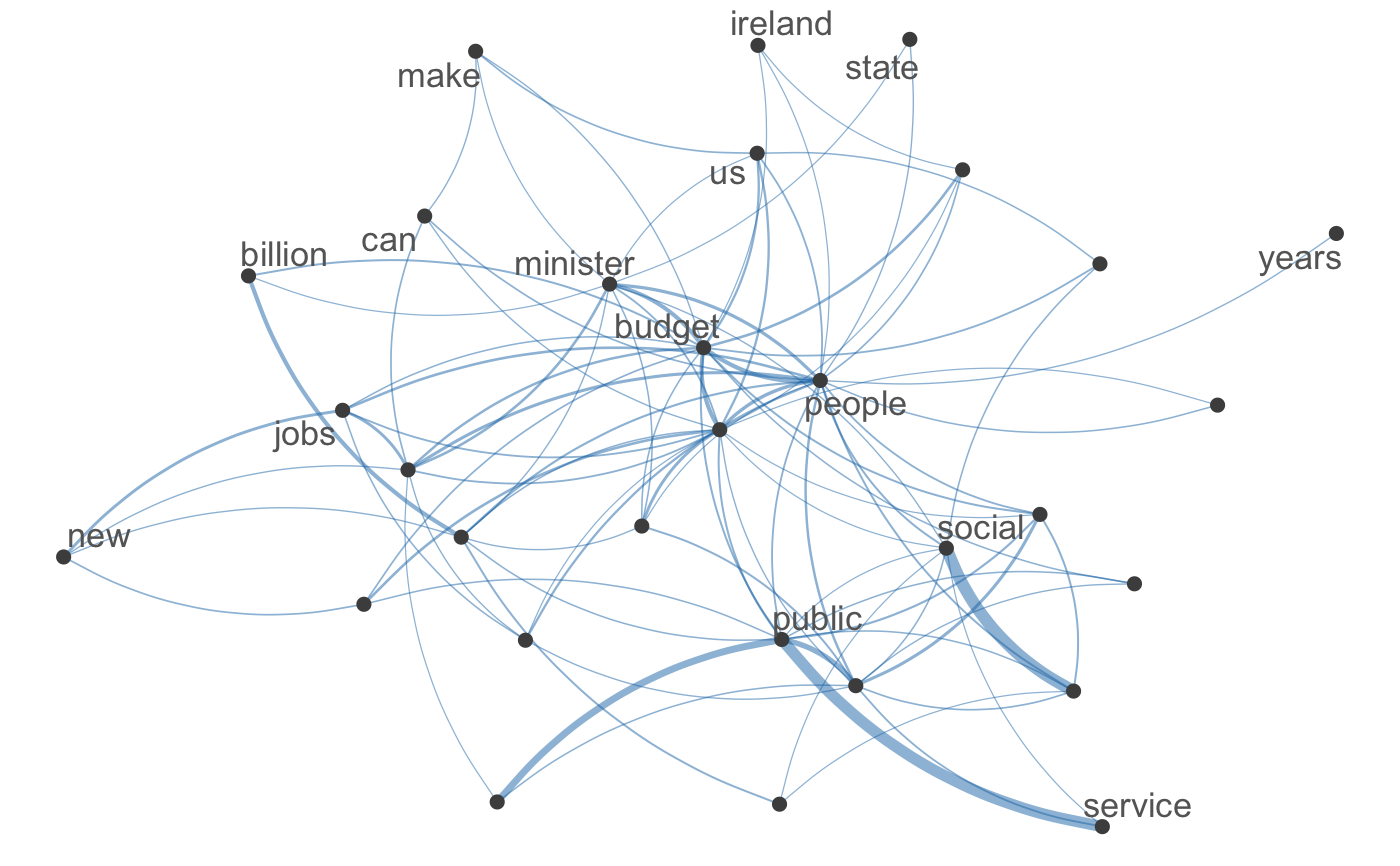 ireland
state
make
us
can
billion
years
minister
budget
people
jobs
social
new
public
service